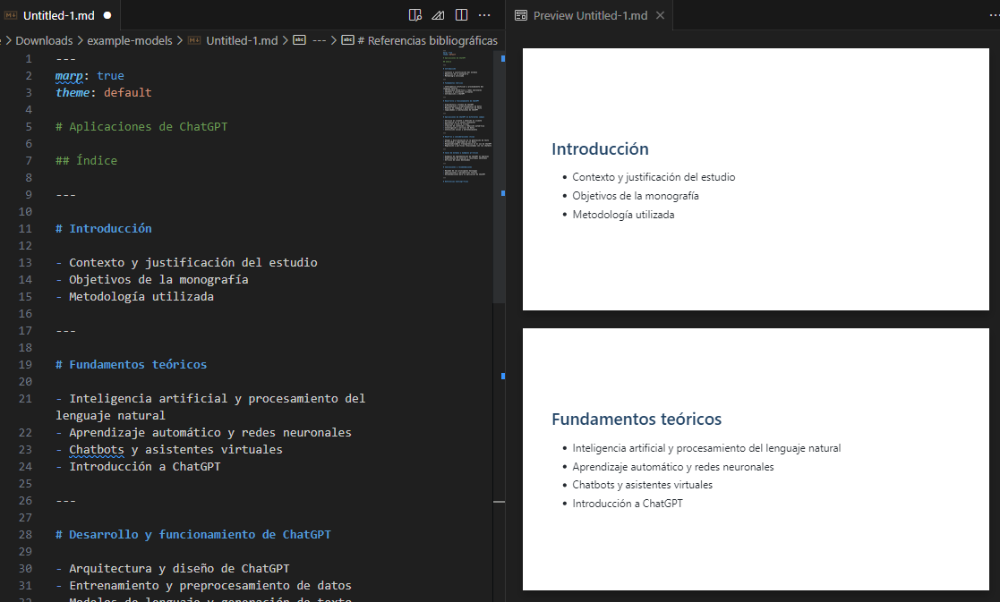 Untitled-1.md
Preview Untitled-1.md
Downloads > example-models > Untitled-1.md > --- > # Referencias bibliográficas
1 ---
2 marp: true
3 theme: default
4
5 # Aplicaciones de ChatGPT
6
7 ## Índice
8
9 ---
10
11 # Introducción
12
13 - Contexto y justificación del estudio
14 - Objetivos de la monografía
15 - Metodología utilizada
16
17 ---
18
19 # Fundamentos teóricos
20
21 - Inteligencia artificial y procesamiento del
lenguaje natural
22 - Aprendizaje automático y redes neuronales
23 - Chatbots y asistentes virtuales
24 - Introducción a ChatGPT
25
26 ---
27
28 # Desarrollo y funcionamiento de ChatGPT
29
30 - Arquitectura y diseño de ChatGPT
31 - Entrenamiento y preprocesamiento de datos
32 - Modelos de lenguaje y generación de texto
Introducción
• Contexto y justificación del estudio
• Objetivos de la monografía
• Metodología utilizada
Fundamentos teóricos
• Inteligencia artificial y procesamiento del lenguaje natural
• Aprendizaje automático y redes neuronales
• Chatbots y asistentes virtuales
• Introducción a ChatGPT